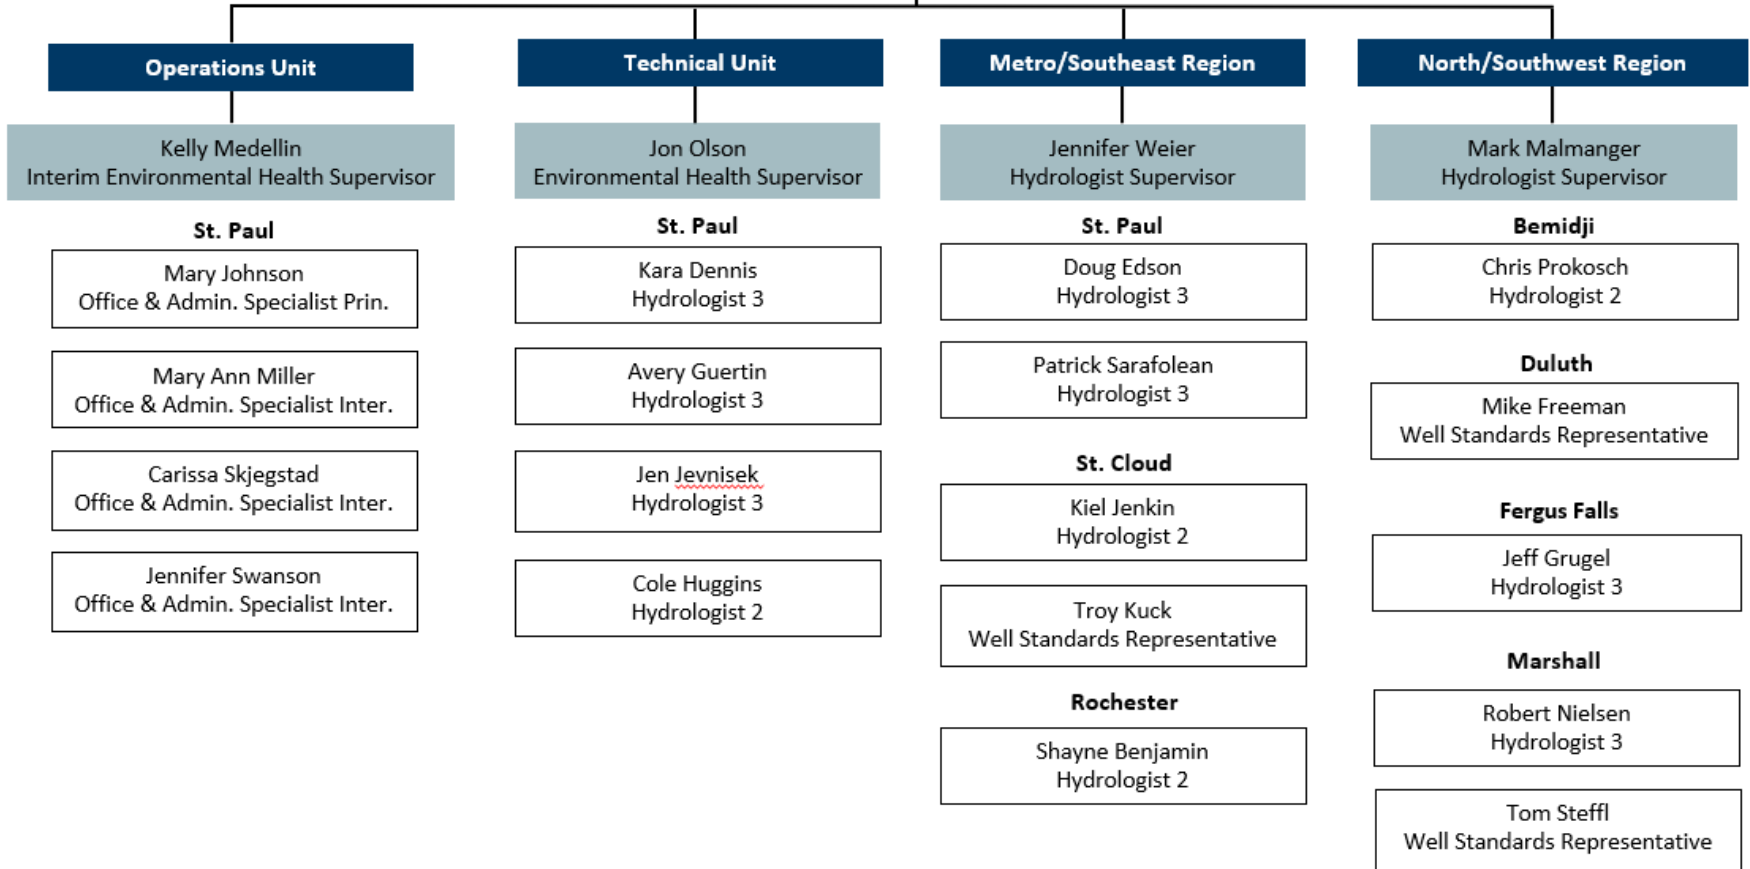 Operations Unit
Kelly Medellin
Interim Environmental Health Supervisor
St. Paul
Mary Johnson
Office & Admin. Specialist Prin.
Mary Ann Miller
Office & Admin. Specialist Inter.
Carissa Skjegstad
Office & Admin. Specialist Inter.
Jennifer Swanson
Office & Admin. Specialist Inter.
Technical Unit
Jon Olson
Environmental Health Supervisor
St. Paul
Kara Dennis
Hydrologist 3
Avery Guertin
Hydrologist 3
Jen Jevnisek
Hydrologist 3
Cole Huggins
Hydrologist 2
Metro/Southeast Region
Jennifer Weier
Hydrologist Supervisor
St. Paul
Doug Edson
Hydrologist 3
Patrick Sarafolean
Hydrologist 3
St. Cloud
Kiel Jenkin
Hydrologist 2
Troy Kuck
Well Standards Representative
Rochester
Shayne Benjamin
Hydrologist 2
North/Southwest Region
Mark Malmanger
Hydrologist Supervisor
Bemidji
Chris Prokosch
Hydrologist 2
Duluth
Mike Freeman
Well Standards Representative
Fergus Falls
Jeff Grugel
Hydrologist 3
Marshall
Robert Nielsen
Hydrologist 3
Tom Steffl
Well Standards Representative